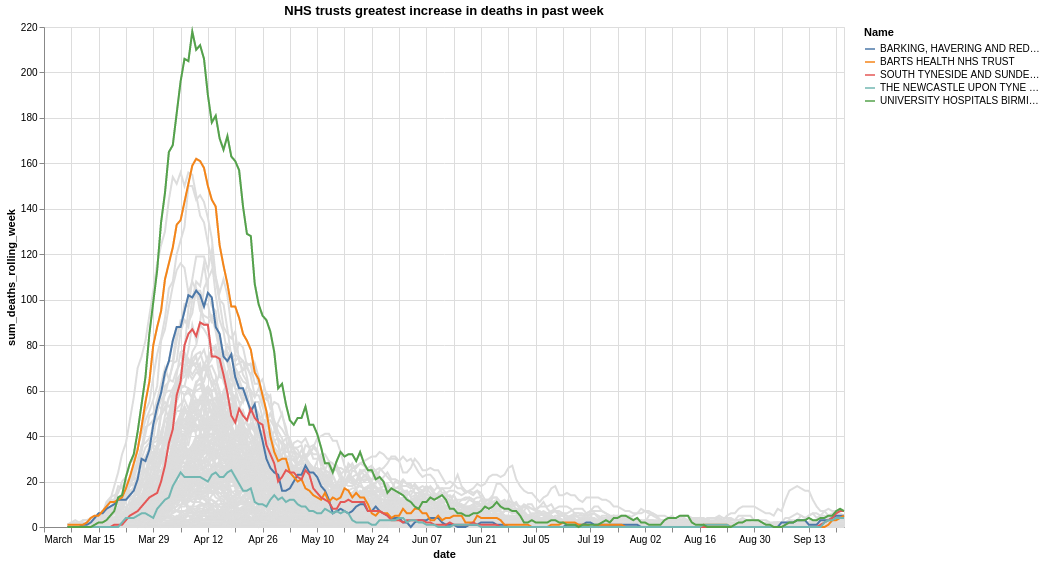 NHS trusts greatest increase in deaths in past week
Name
BARKING, HAVERING AND RED…
BARTS HEALTH NHS TRUST
SOUTH TYNESIDE AND SUNDE…
THE NEWCASTLE UPON TYNE …
UNIVERSITY HOSPITALS BIRMI…
sum_deaths_rolling_week
220
200
180
160
140
120
100
80
60
40
20
0
March Mar 15 Mar 29 Apr 12 Apr 26 May 10 May 24 Jun 07 Jun 21 Jul 05 Jul 19 Aug 02 Aug 16 Aug 30 Sep 13
date